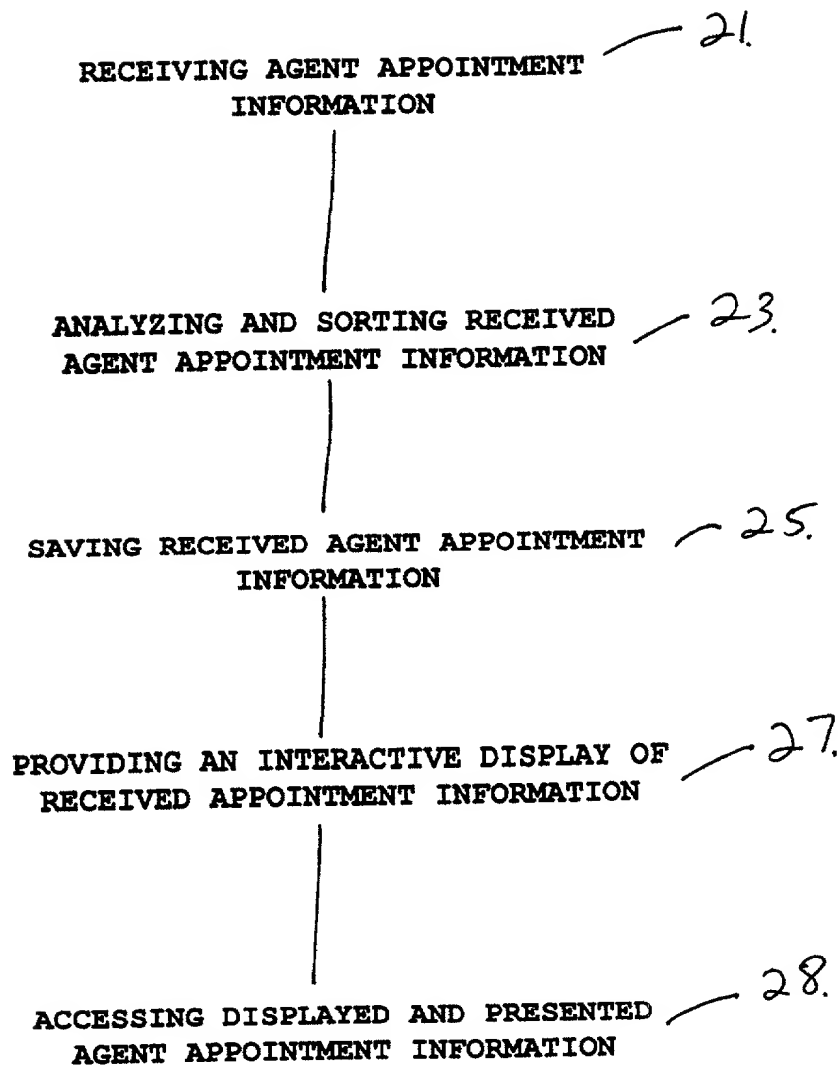 21.
RECEIVING AGENT APPOINTMENT
INFORMATION
23.
ANALYZING AND SORTING RECEIVED
AGENT APPOINTMENT INFORMATION
25.
SAVING RECEIVED AGENT APPOINTMENT
INFORMATION
27.
PROVIDING AN INTERACTIVE DISPLAY OF
RECEIVED APPOINTMENT INFORMATION
28.
ACCESSING DISPLAYED AND PRESENTED
AGENT APPOINTMENT INFORMATION